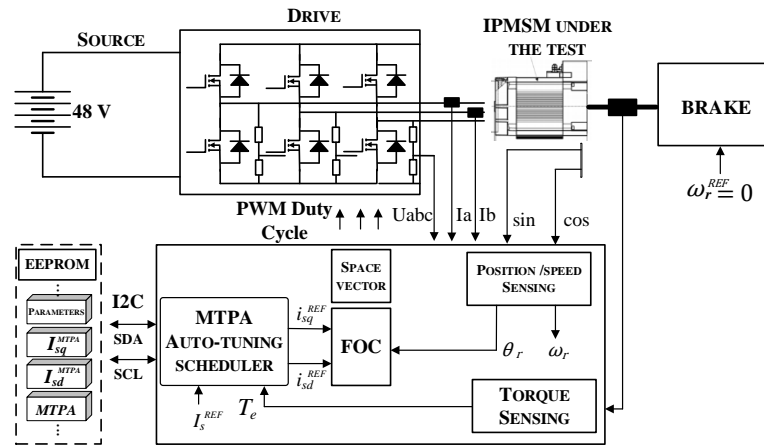 DRIVE
SOURCE
IPMSM UNDER
THE TEST
48 V
BRAKE
ω_r^REF = 0
PWM Duty
Cycle
Uabc
Ia
Ib
sin
cos
EEPROM
PARAMETERS
I_sq^MTPA
I_sd^MTPA
MTPA
I2C
SDA
SCL
MTPA
AUTO-TUNING
SCHEDULER
i_sq^REF
i_sd^REF
SPACE
VECTOR
FOC
POSITION /SPEED
SENSING
θ_r
ω_r
I_s^REF
T_e
TORQUE
SENSING